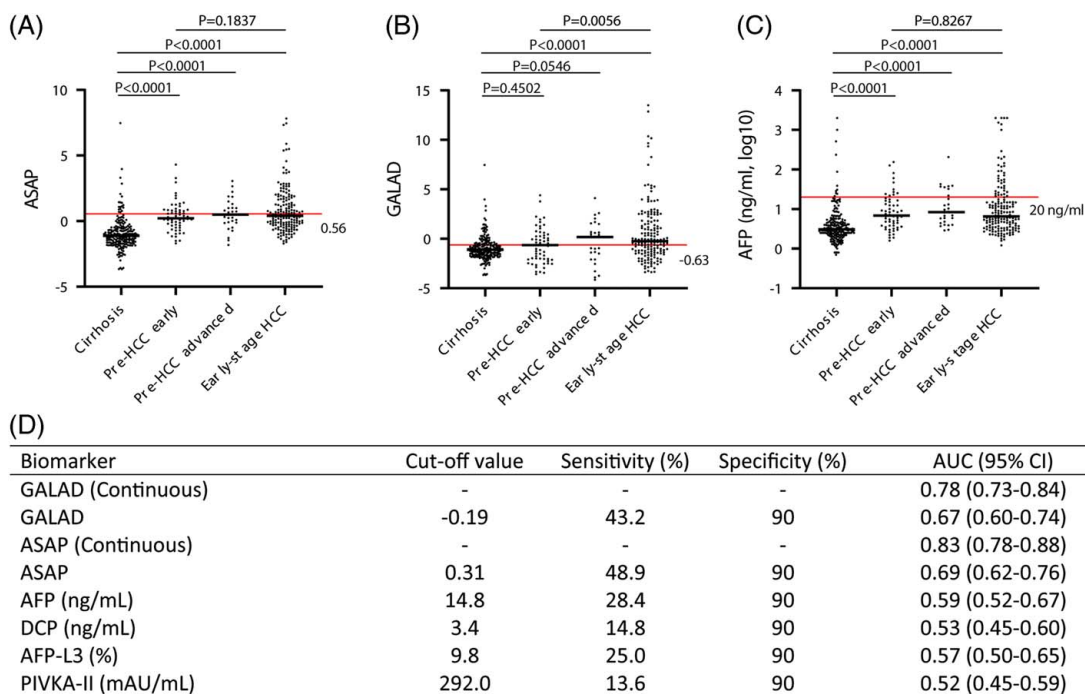 (A)
P=0.1837
P<0.0001
P<0.0001
P<0.0001
10
5
0
-5
ASAP
0.56
Cirrhosis
Pre-HCC early
Pre-HCC advanced
Early-stage HCC
(B)
P=0.0056
P<0.0001
P=0.0546
P=0.4502
15
10
5
0
-5
GALAD
-0.63
Cirrhosis
Pre-HCC early
Pre-HCC advanced
Early-stage HCC
(C)
P=0.8267
P<0.0001
P<0.0001
P<0.0001
4
3
2
1
0
-1
AFP (ng/ml, log10)
20 ng/ml
Cirrhosis
Pre-HCC early
Pre-HCC advanced
Early-stage HCC
(D)
Biomarker Cut-off value Sensitivity (%) Specificity (%) AUC (95% CI)
GALAD (Continuous) - - - 0.78 (0.73-0.84)
GALAD -0.19 43.2 90 0.67 (0.60-0.74)
ASAP (Continuous) - - - 0.83 (0.78-0.88)
ASAP 0.31 48.9 90 0.69 (0.62-0.76)
AFP (ng/mL) 14.8 28.4 90 0.59 (0.52-0.67)
DCP (ng/mL) 3.4 14.8 90 0.53 (0.45-0.60)
AFP-L3 (%) 9.8 25.0 90 0.57 (0.50-0.65)
PIVKA-II (mAU/mL) 292.0 13.6 90 0.52 (0.45-0.59)